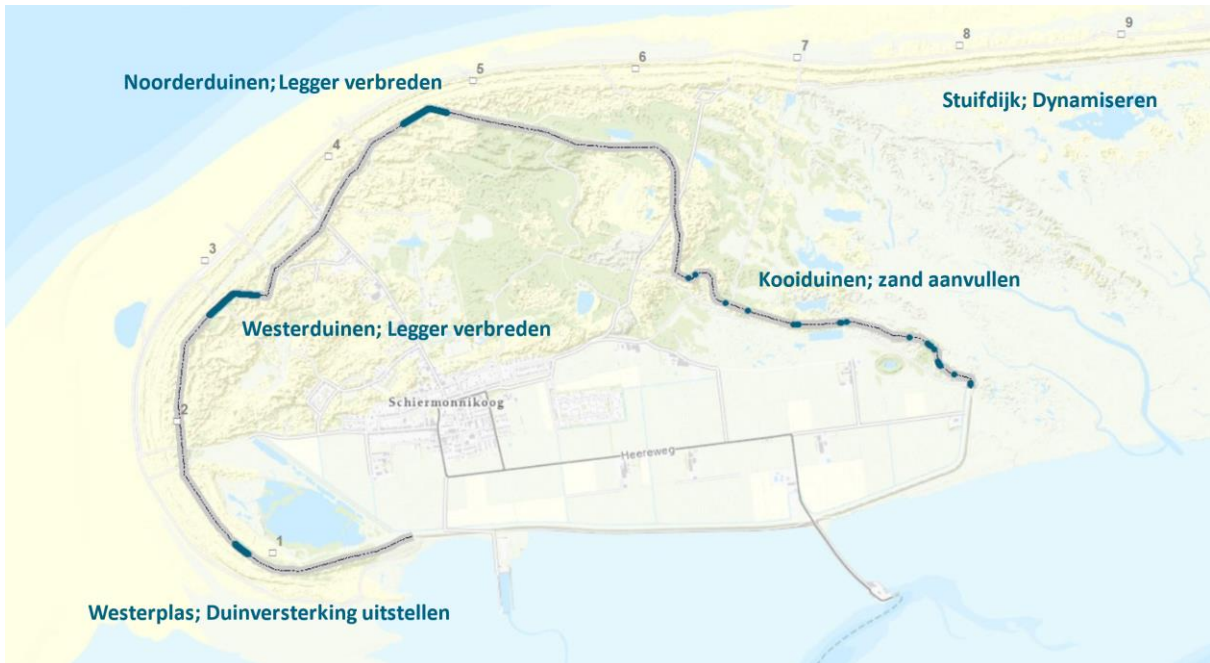 9
8
7
6
5
Noorderduinen; Legger verbreden
Stuifdijk; Dynamiseren
4
3
Kooiduinen; zand aanvullen
Westerduinen; Legger verbreden
Schiermonnikoog
2
Heereweg
1
Westerplas; Duinversterking uitstellen